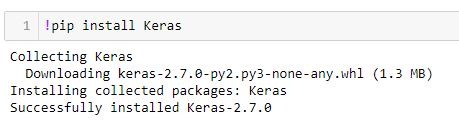 1 !pip install Keras
Collecting Keras
Downloading keras-2.7.0-py2.py3-none-any.whl (1.3 MB)
Installing collected packages: Keras
Successfully installed Keras-2.7.0